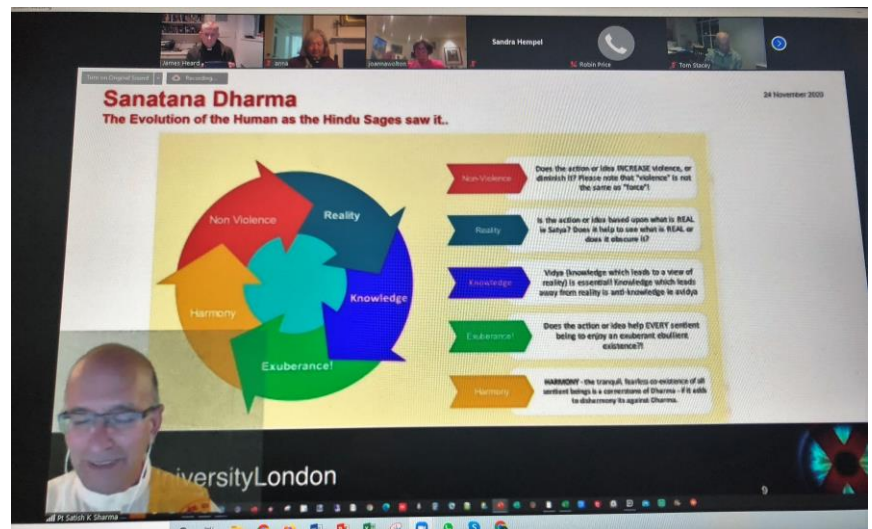 James Heard
anna
joannawolton
Sandra Hempel
Robin Price
Tom Stacey
Turn on Original Sound
Recording...
Sanatana Dharma
The Evolution of the Human as the Hindu Sages saw it..
24 November 2020
Non Violence
Reality
Knowledge
Exuberance!
Harmony
Non-Violence
Does the action or idea INCREASE violence, or
diminish it? Please note that "violence" is not
the same as "force"!
Reality
Is the action or idea based upon what is REAL
ie Satya? Does it help to see what is REAL or
does it obscure it?
Knowledge
Vidya (knowledge which leads to a view of
reality) is essential! Knowledge which leads
away from reality is anti-knowledge ie avidya
Exuberance!
Does the action or idea help EVERY sentient
being to enjoy an exuberant ebullient
existence?!
Harmony
HARMONY - the tranquil, fearless co-existence of all
sentient beings is a cornerstone of Dharma - if it adds
to disharmony its against Dharma.
iversityLondon
9
Pt Satish K Sharma